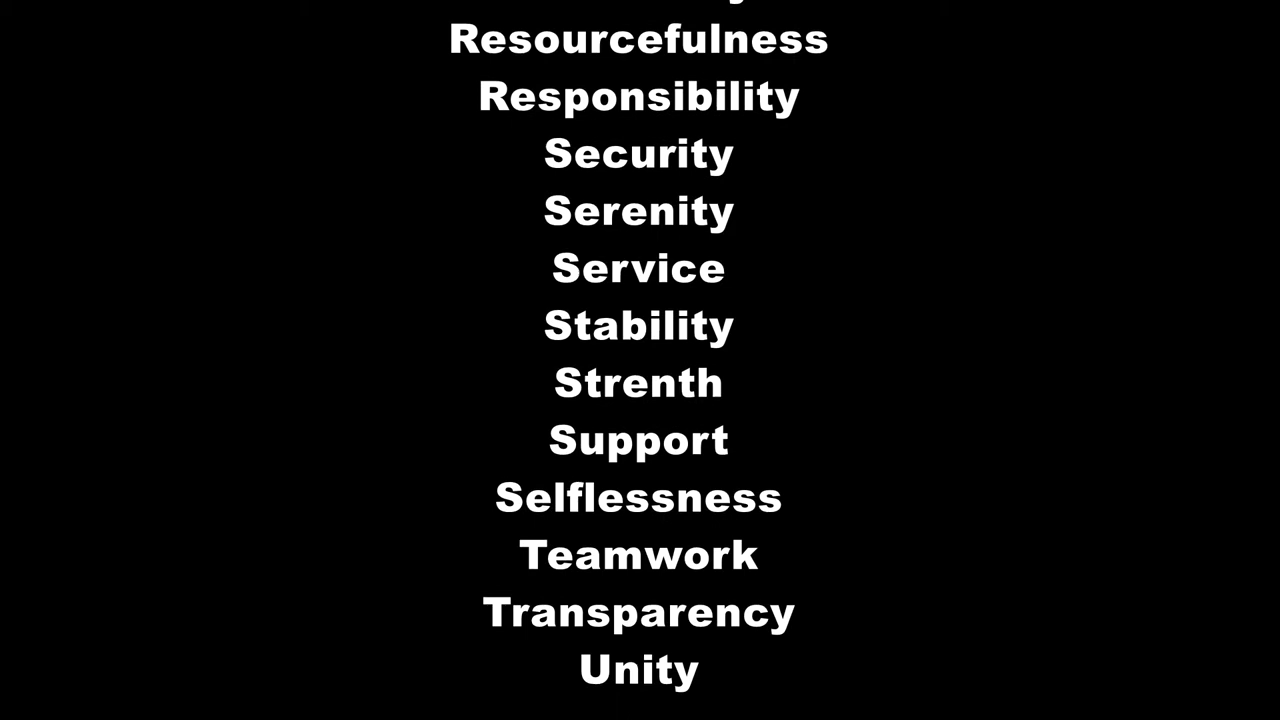 Resourcefulness
Responsibility
Security
Serenity
Service
Stability
Strenth
Support
Selflessness
Teamwork
Transparency
Unity